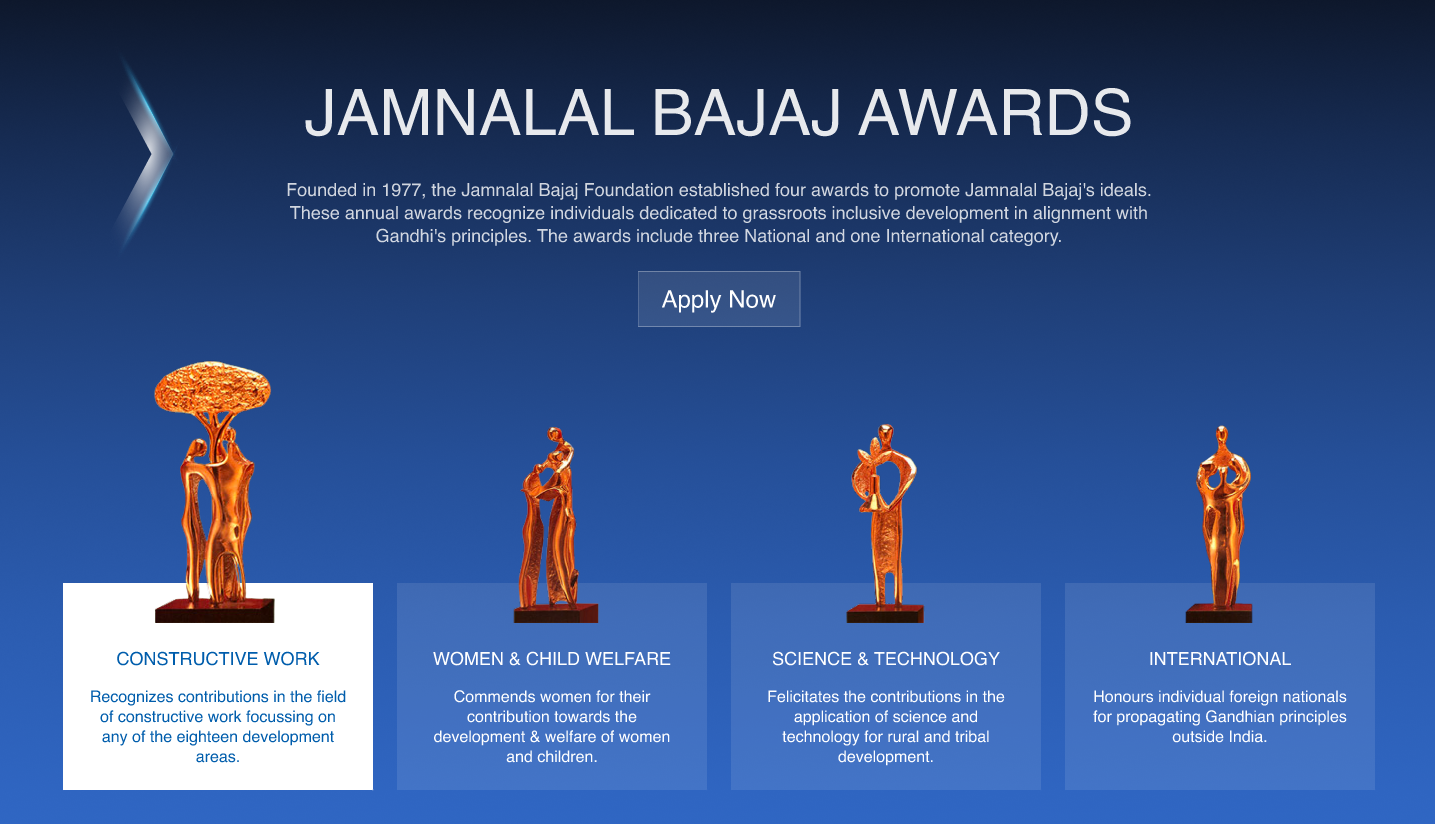 JAMNALAL BAJAJ AWARDS
Founded in 1977, the Jamnalal Bajaj Foundation established four awards to promote Jamnalal Bajaj's ideals.
These annual awards recognize individuals dedicated to grassroots inclusive development in alignment with
Gandhi's principles. The awards include three National and one International category.
Apply Now
CONSTRUCTIVE WORK
Recognizes contributions in the field
of constructive work focussing on
any of the eighteen development
areas.
WOMEN & CHILD WELFARE
Commends women for their
contribution towards the
development & welfare of women
and children.
SCIENCE & TECHNOLOGY
Felicitates the contributions in the
application of science and
technology for rural and tribal
development.
INTERNATIONAL
Honours individual foreign nationals
for propagating Gandhian principles
outside India.